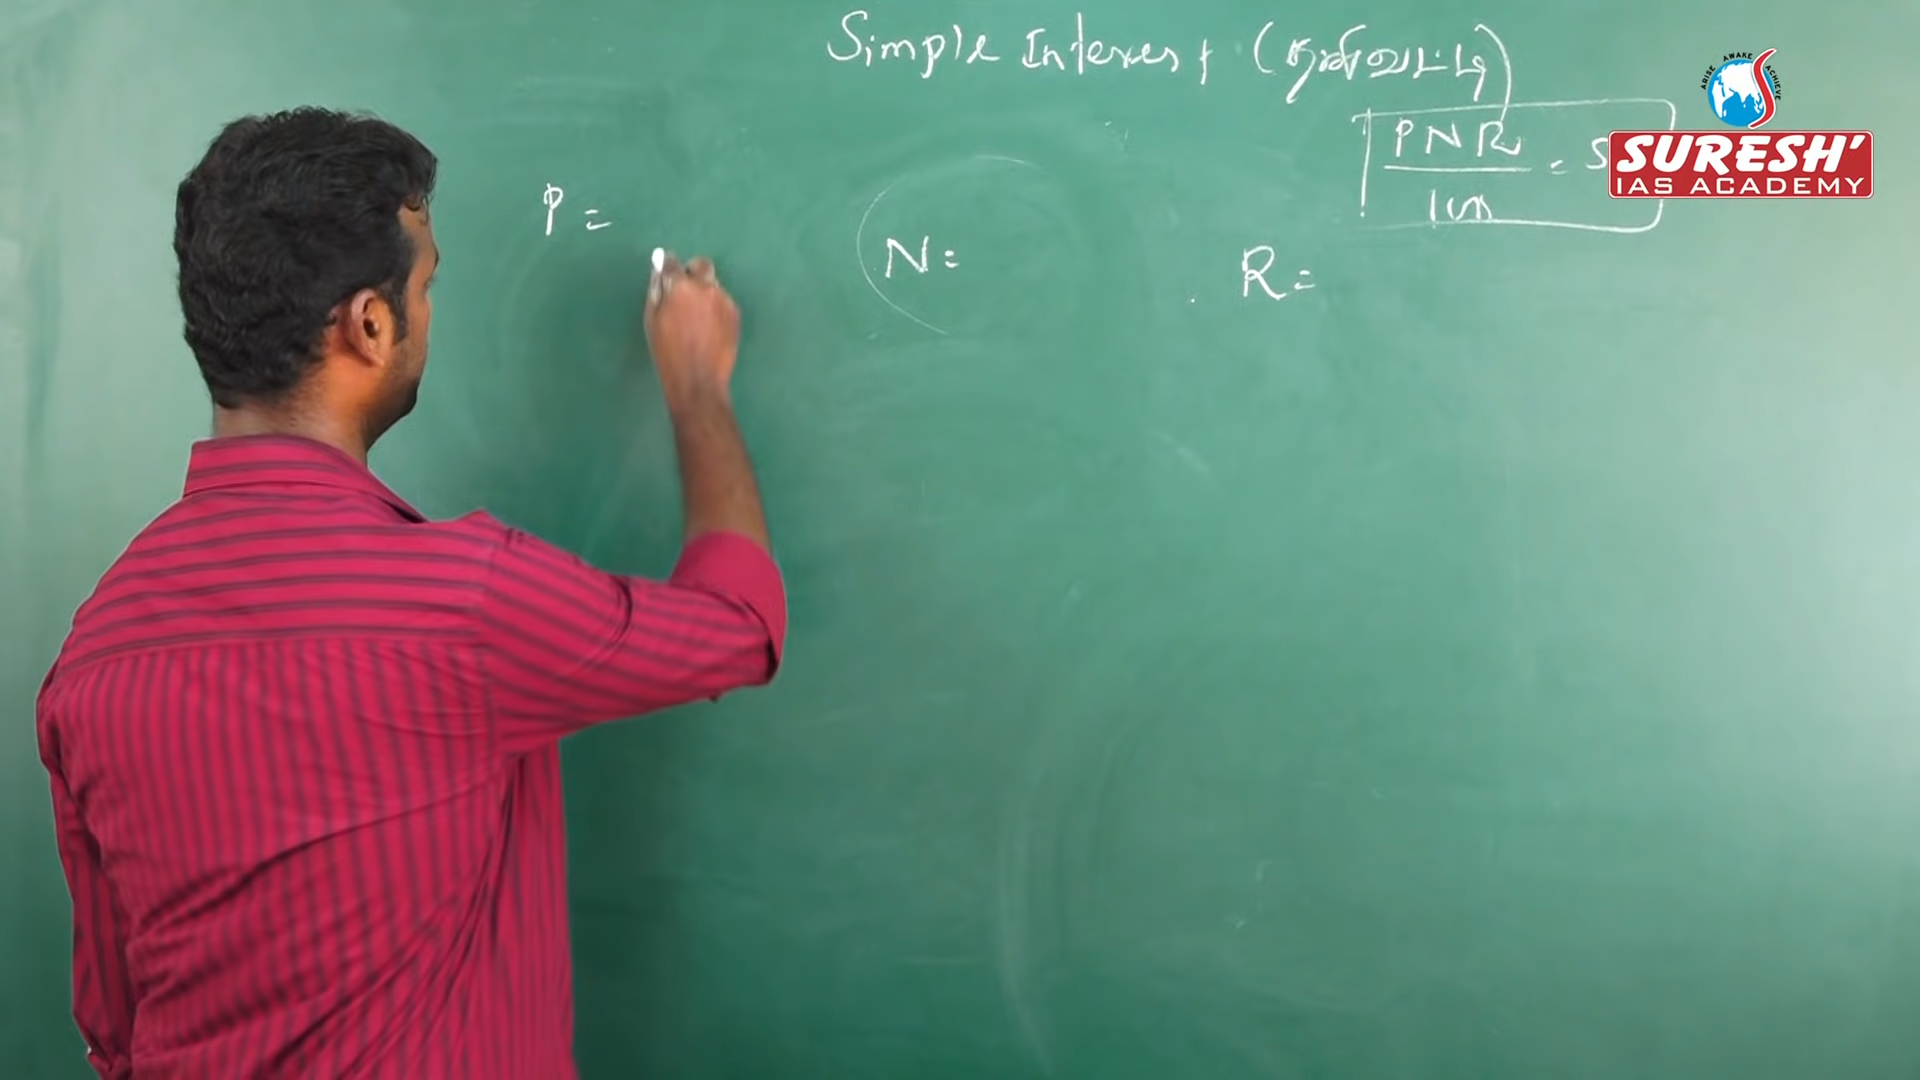 Simple Interest (தனிவட்டி)
ARISE AWAKE ACHIEVE
PNR
= S
100
SURESH'
IAS ACADEMY
P =
N =
R =